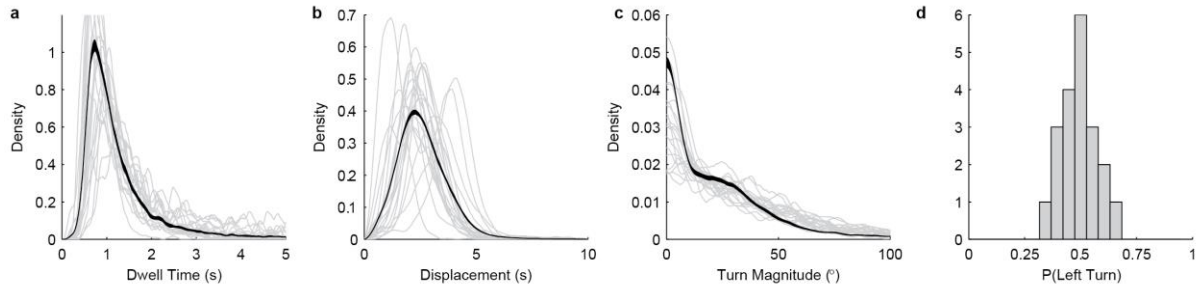 a
Density
1
0.8
0.6
0.4
0.2
0
0 1 2 3 4 5
Dwell Time (s)
b
Density
0.7
0.6
0.5
0.4
0.3
0.2
0.1
0
0 5 10
Displacement (s)
c
Density
0.06
0.05
0.04
0.03
0.02
0.01
0
0 50 100
Turn Magnitude (º)
d
6
5
4
3
2
1
0
0 0.25 0.5 0.75 1
P(Left Turn)